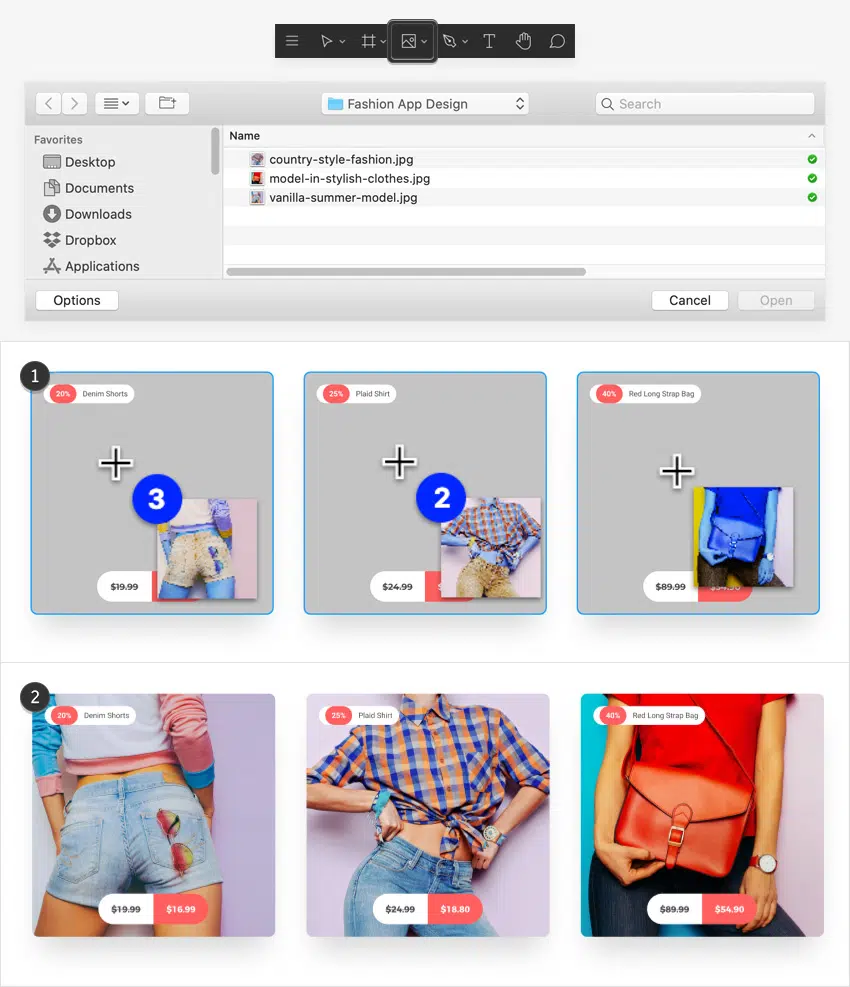 T
Fashion App Design
Search
Favorites
Name
Desktop
country-style-fashion.jpg
Documents
model-in-stylish-clothes.jpg
Downloads
vanilla-summer-model.jpg
Dropbox
Applications
Options
Cancel
Open
1
20% Denim Shorts
25% Plaid Shirt
40% Red Long Strap Bag
3
2
$19.99
$24.99
$89.99 $54.90
2
20% Denim Shorts
25% Plaid Shirt
40% Red Long Strap Bag
$19.99 $16.99
$24.99 $18.80
$89.99 $54.90